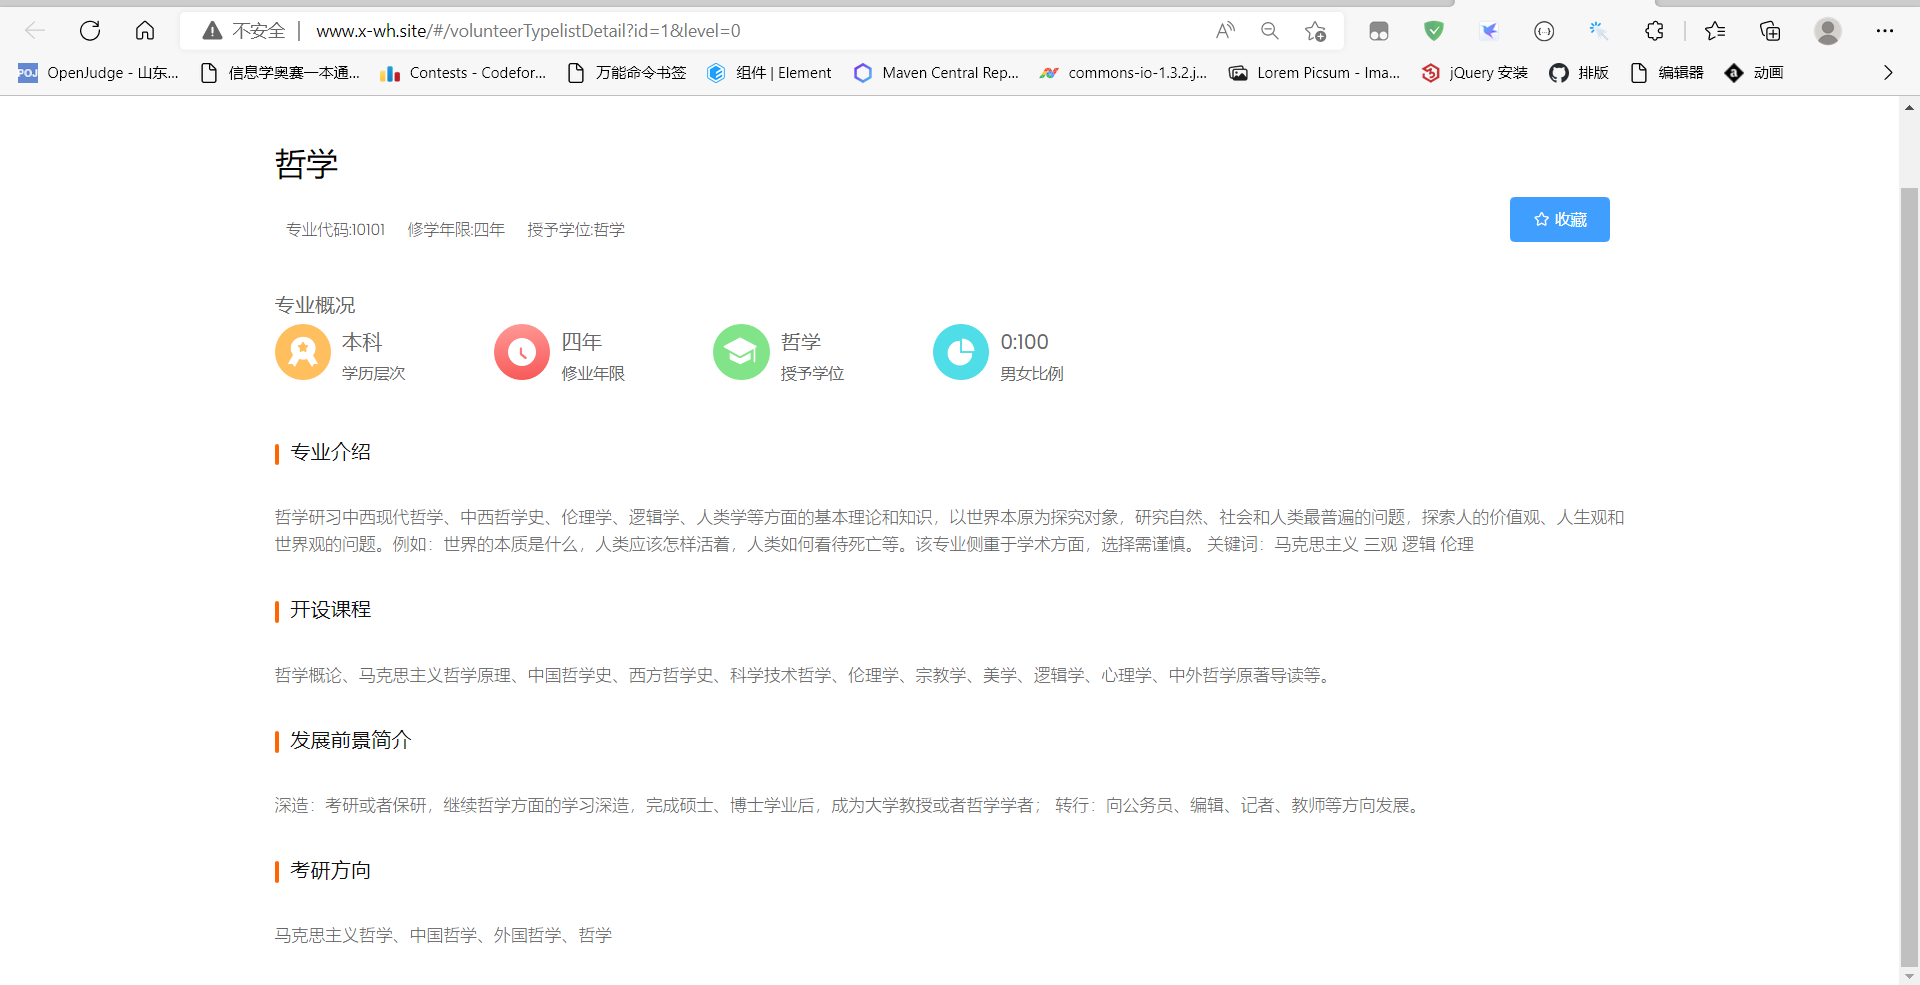 不安全 | www.x-wh.site/#/volunteerTypelistDetail?id=1&level=0
POJ OpenJudge - 山东... 信息学奥赛一本通... Contests - Codefor... 万能命令书签 组件 | Element Maven Central Rep... commons-io-1.3.2.j... Lorem Picsum - Ima... jQuery 安装 排版 编辑器 动画
哲学
专业代码:10101 修学年限:四年 授予学位:哲学
收藏
专业概况
本科 四年 哲学 0:100
学历层次 修业年限 授予学位 男女比例
专业介绍
哲学研习中西现代哲学、中西哲学史、伦理学、逻辑学、人类学等方面的基本理论和知识，以世界本原为探究对象，研究自然、社会和人类最普遍的问题，探索人的价值观、人生观和
世界观的问题。例如：世界的本质是什么，人类应该怎样活着，人类如何看待死亡等。该专业侧重于学术方面，选择需谨慎。 关键词：马克思主义 三观 逻辑 伦理
开设课程
哲学概论、马克思主义哲学原理、中国哲学史、西方哲学史、科学技术哲学、伦理学、宗教学、美学、逻辑学、心理学、中外哲学原著导读等。
发展前景简介
深造：考研或者保研，继续哲学方面的学习深造，完成硕士、博士学业后，成为大学教授或者哲学学者； 转行：向公务员、编辑、记者、教师等方向发展。
考研方向
马克思主义哲学、中国哲学、外国哲学、哲学